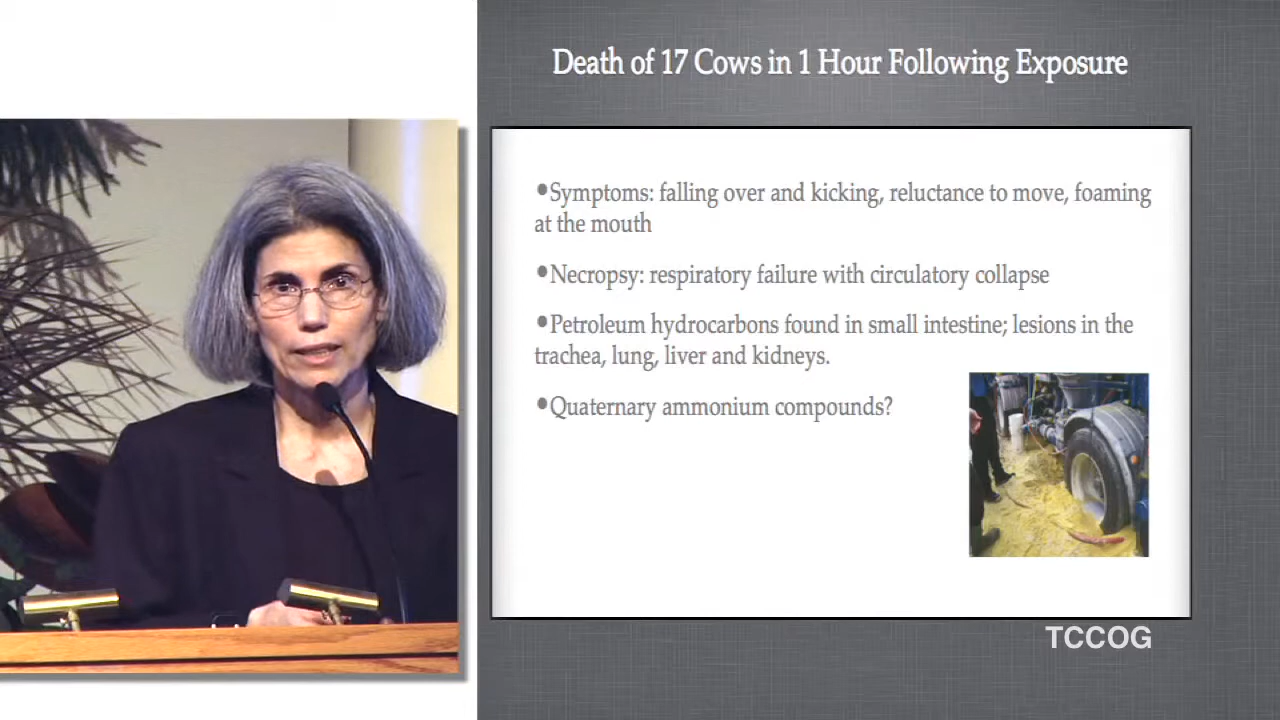 Death of 17 Cows in 1 Hour Following Exposure
•Symptoms: falling over and kicking, reluctance to move, foaming
at the mouth
•Necropsy: respiratory failure with circulatory collapse
•Petroleum hydrocarbons found in small intestine; lesions in the
trachea, lung, liver and kidneys.
•Quaternary ammonium compounds?
TCCOG